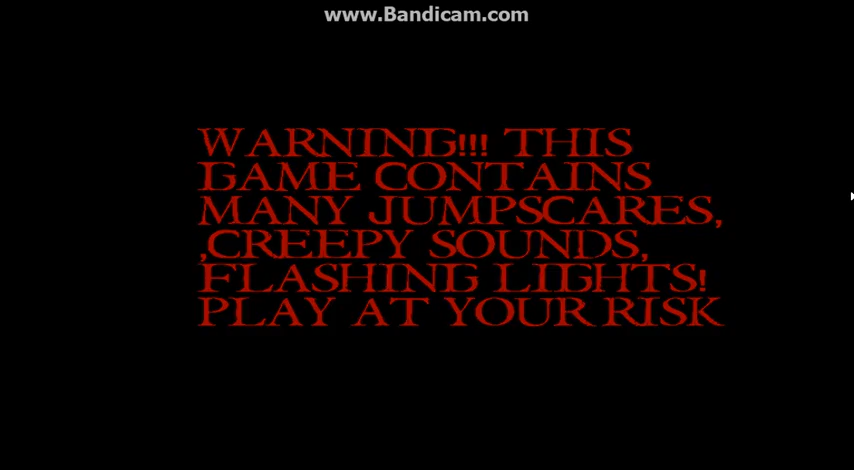 www.Bandicam.com
WARNING!!! THIS
GAME CONTAINS
MANY JUMPSCARES,
,CREEPY SOUNDS,
FLASHING LIGHTS!
PLAY AT YOUR RISK